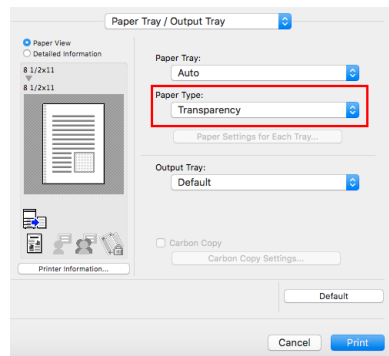 Paper Tray / Output Tray
Paper View
Detailed Information
8 1/2x11
8 1/2x11
Printer Information...
Paper Tray:
Auto
Paper Type:
Transparency
Paper Settings for Each Tray...
Output Tray:
Default
Carbon Copy
Carbon Copy Settings...
Default
Cancel
Print